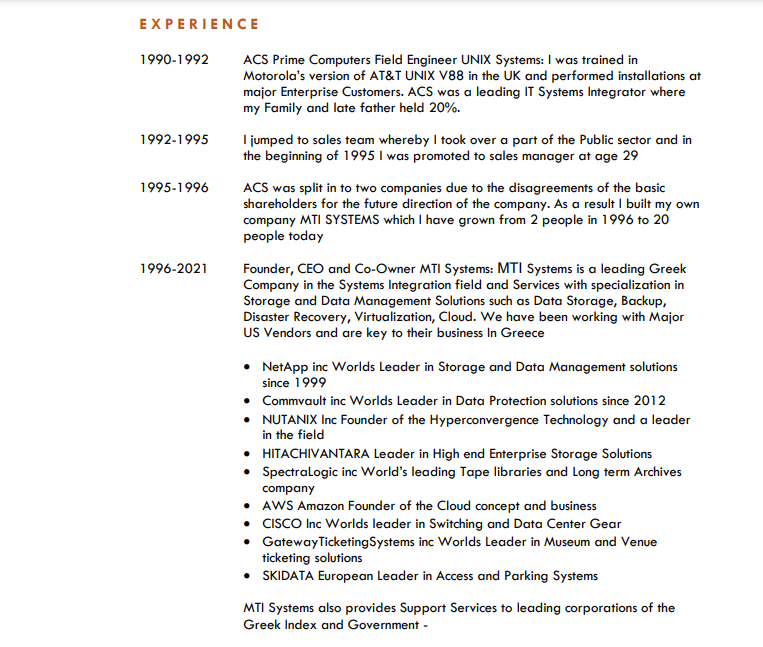 EXPERIENCE
1990-1992 ACS Prime Computers Field Engineer UNIX Systems: I was trained in
Motorola's version of AT&T UNIX V88 in the UK and performed installations at
major Enterprise Customers. ACS was a leading IT Systems Integrator where
my Family and late father held 20%.
1992-1995 I jumped to sales team whereby I took over a part of the Public sector and in
the beginning of 1995 I was promoted to sales manager at age 29
1995-1996 ACS was split in to two companies due to the disagreements of the basic
shareholders for the future direction of the company. As a result I built my own
company MTI SYSTEMS which I have grown from 2 people in 1996 to 20
people today
1996-2021 Founder, CEO and Co-Owner MTI Systems: MTI Systems is a leading Greek
Company in the Systems Integration field and Services with specialization in
Storage and Data Management Solutions such as Data Storage, Backup,
Disaster Recovery, Virtualization, Cloud. We have been working with Major
US Vendors and are key to their business In Greece
• NetApp inc Worlds Leader in Storage and Data Management solutions
since 1999
• Commvault inc Worlds Leader in Data Protection solutions since 2012
• NUTANIX Inc Founder of the Hyperconvergence Technology and a leader
in the field
• HITACHIVANTARA Leader in High end Enterprise Storage Solutions
• SpectraLogic inc World's leading Tape libraries and Long term Archives
company
• AWS Amazon Founder of the Cloud concept and business
• CISCO Inc Worlds leader in Switching and Data Center Gear
• GatewayTicketingSystems inc Worlds Leader in Museum and Venue
ticketing solutions
• SKIDATA European Leader in Access and Parking Systems
MTI Systems also provides Support Services to leading corporations of the
Greek Index and Government -